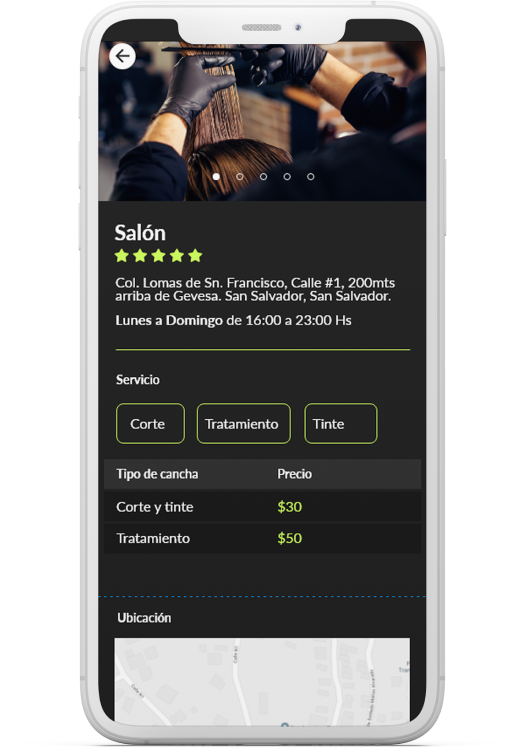 Salón
Col. Lomas de Sn. Francisco, Calle #1, 200mts
arriba de Gevesa. San Salvador, San Salvador.
Lunes a Domingo de 16:00 a 23:00 Hs
Servicio
Corte Tratamiento Tinte
Tipo de cancha Precio
Corte y tinte $30
Tratamiento $50
Ubicación